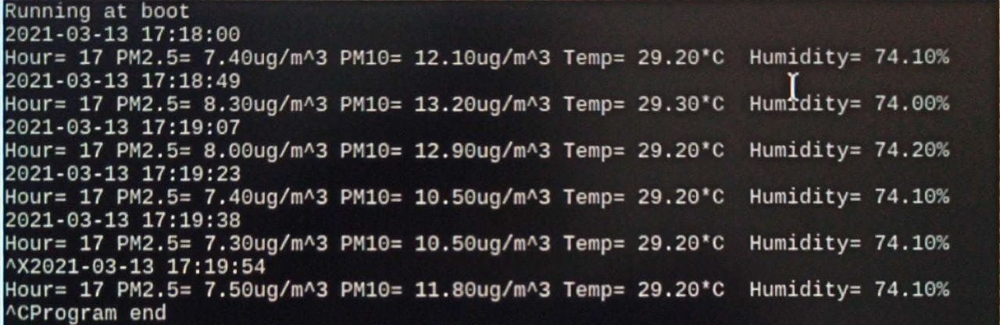 Running at boot
2021-03-13 17:18:00
Hour= 17 PM2.5= 7.40ug/m^3 PM10= 12.10ug/m^3 Temp= 29.20*C  Humidity= 74.10%
2021-03-13 17:18:49
Hour= 17 PM2.5= 8.30ug/m^3 PM10= 13.20ug/m^3 Temp= 29.30*C  Humidity= 74.00%
2021-03-13 17:19:07
Hour= 17 PM2.5= 8.00ug/m^3 PM10= 12.90ug/m^3 Temp= 29.20*C  Humidity= 74.20%
2021-03-13 17:19:23
Hour= 17 PM2.5= 7.40ug/m^3 PM10= 10.50ug/m^3 Temp= 29.20*C  Humidity= 74.10%
2021-03-13 17:19:38
Hour= 17 PM2.5= 7.30ug/m^3 PM10= 10.50ug/m^3 Temp= 29.20*C  Humidity= 74.10%
^X2021-03-13 17:19:54
Hour= 17 PM2.5= 7.50ug/m^3 PM10= 11.80ug/m^3 Temp= 29.20*C  Humidity= 74.10%
^CProgram end